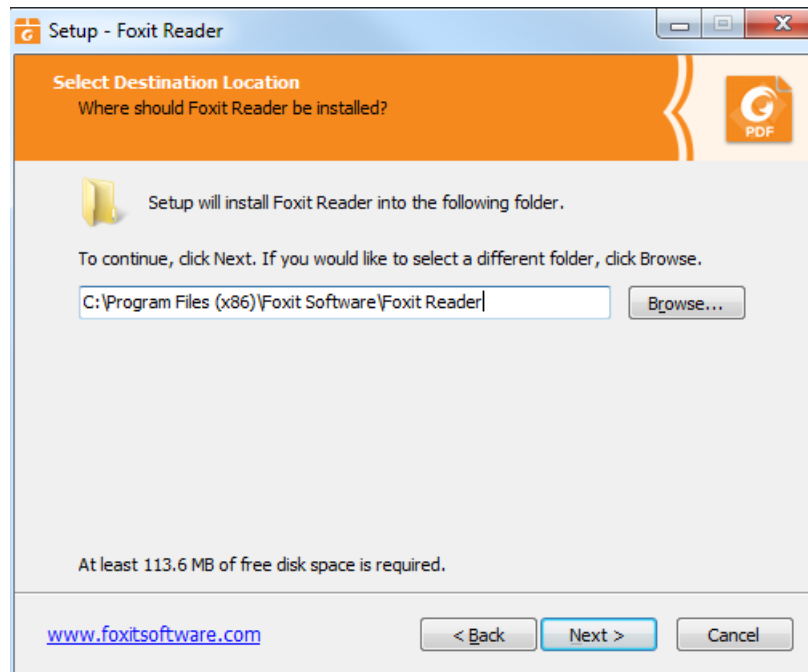 Setup - Foxit Reader
Select Destination Location
Where should Foxit Reader be installed?
G
PDF
Setup will install Foxit Reader into the following folder.
To continue, click Next. If you would like to select a different folder, click Browse.
C:\Program Files (x86)\Foxit Software\Foxit Reader
Browse...
At least 113.6 MB of free disk space is required.
www.foxitsoftware.com
< Back
Next >
Cancel